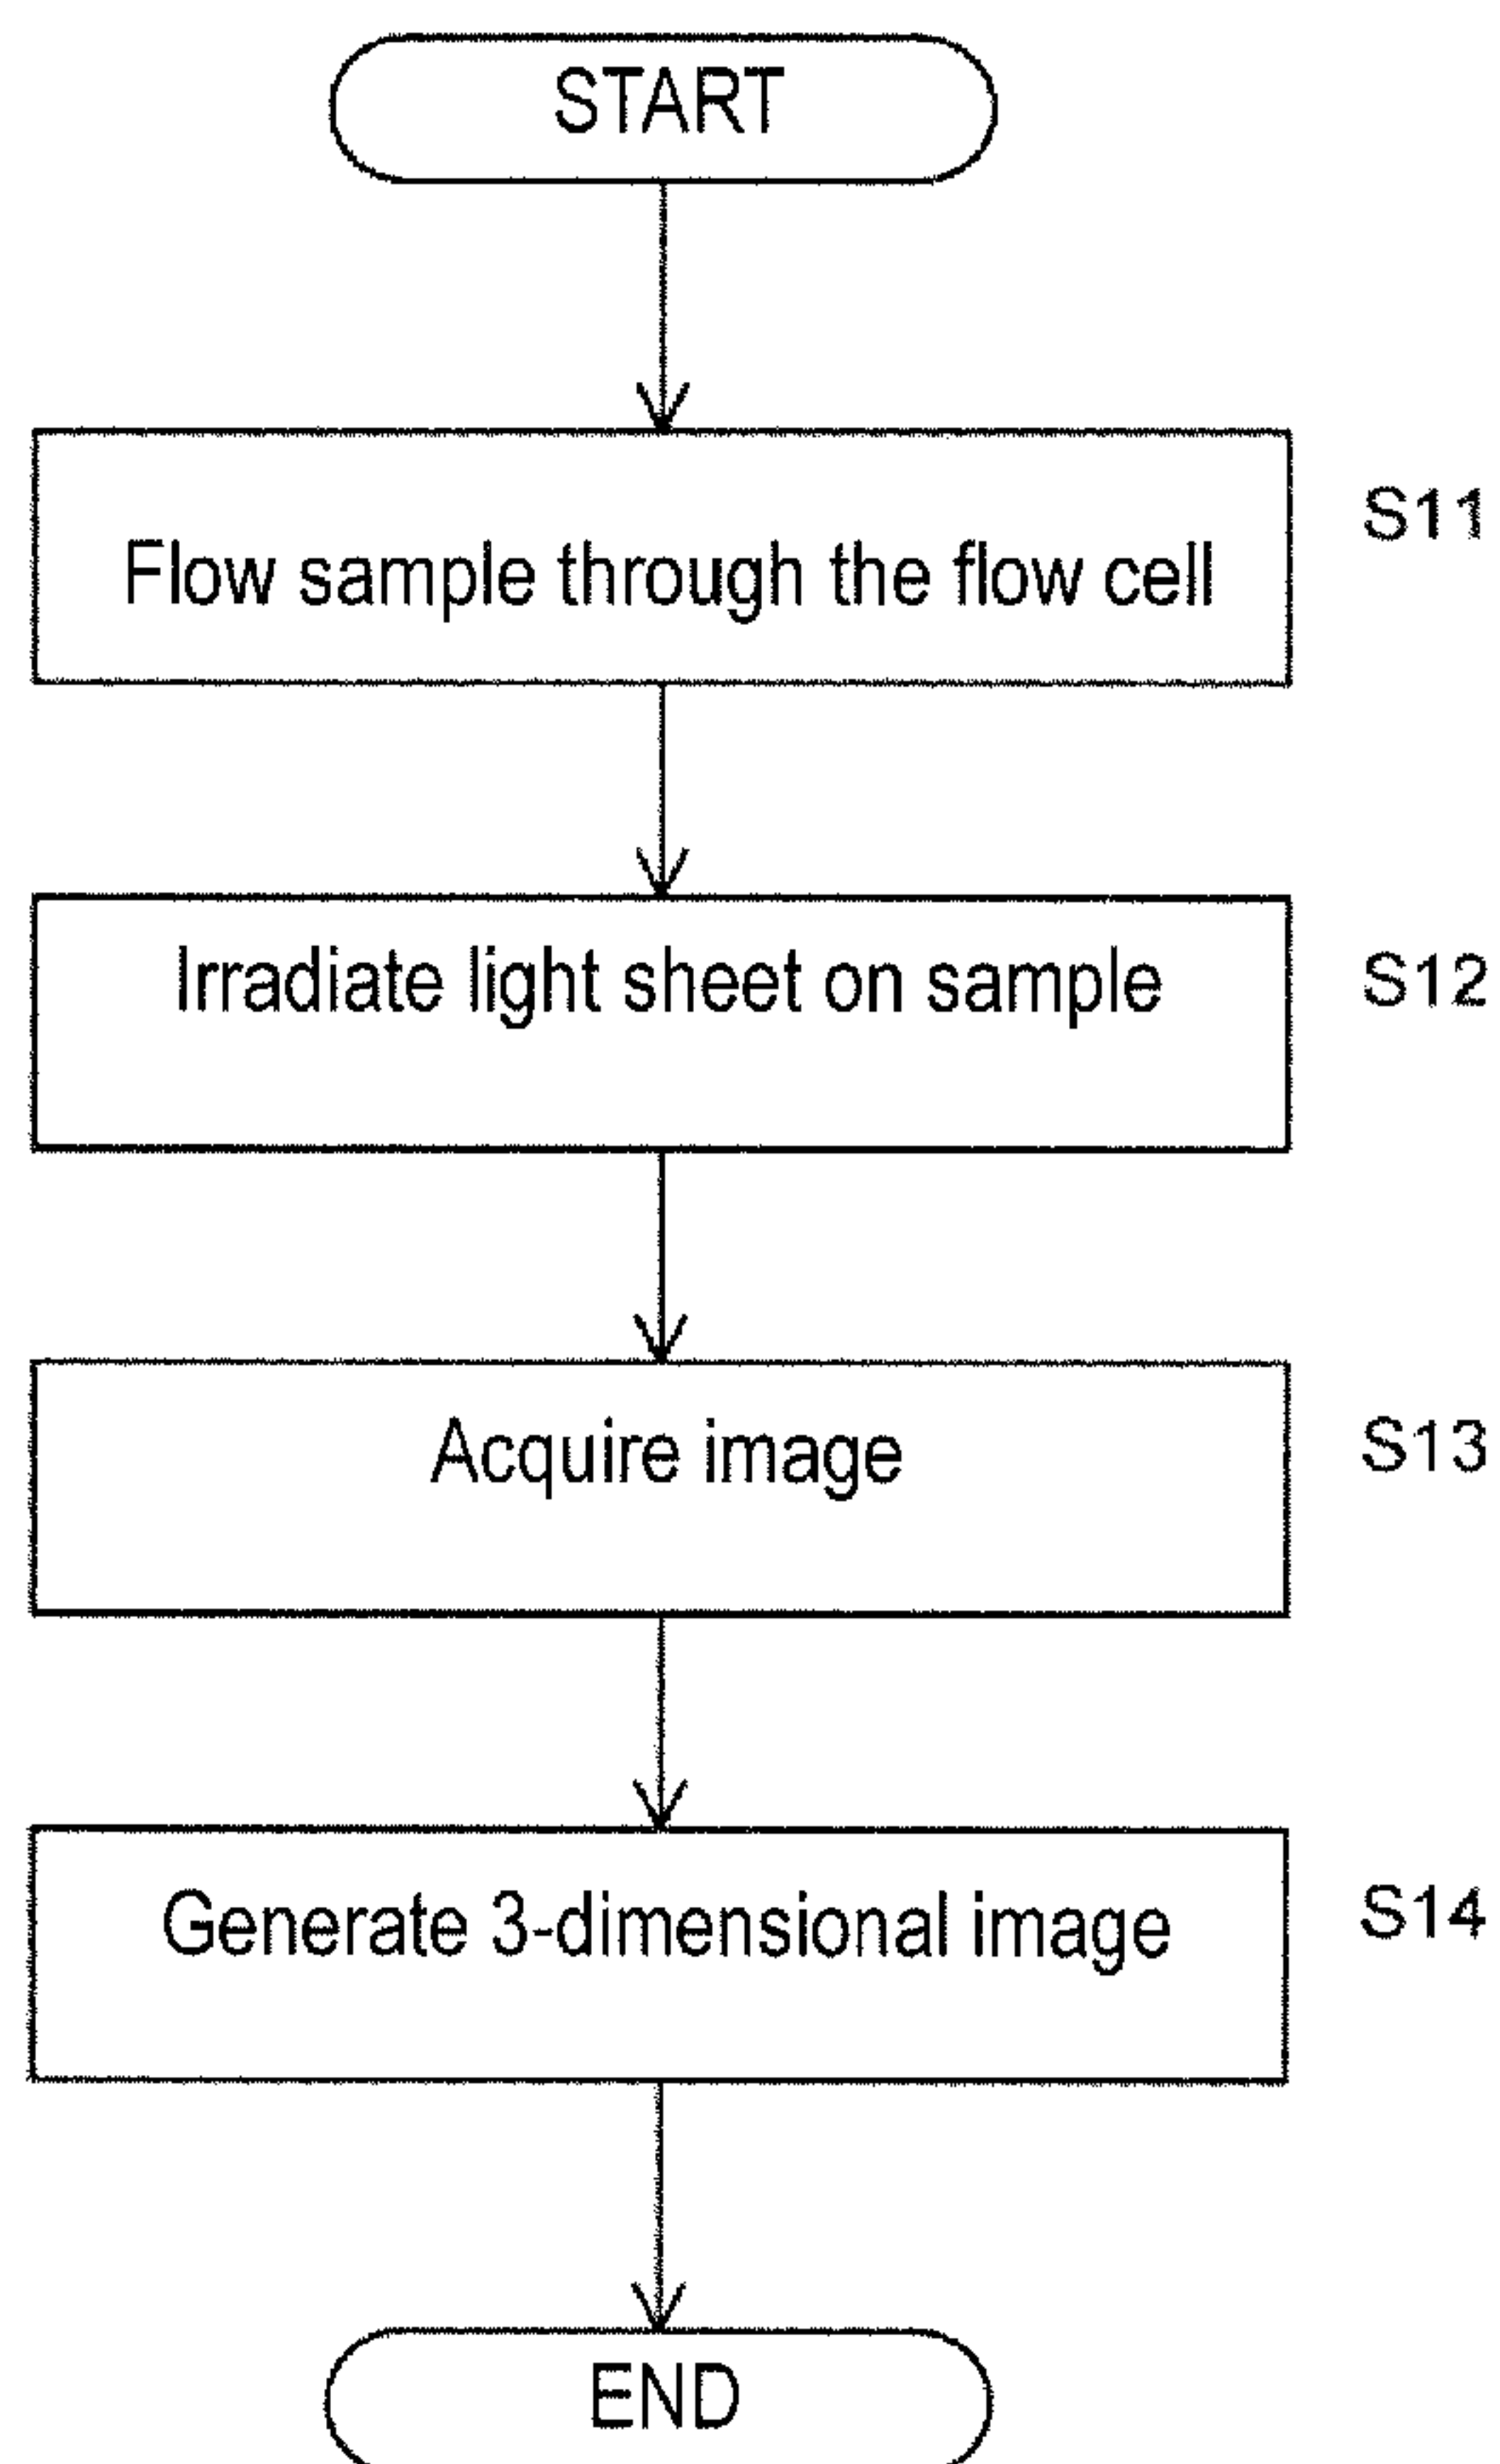 START
Flow sample through the flow cell
S11
Irradiate light sheet on sample
S12
Acquire image
S13
Generate 3-dimensional image
S14
END